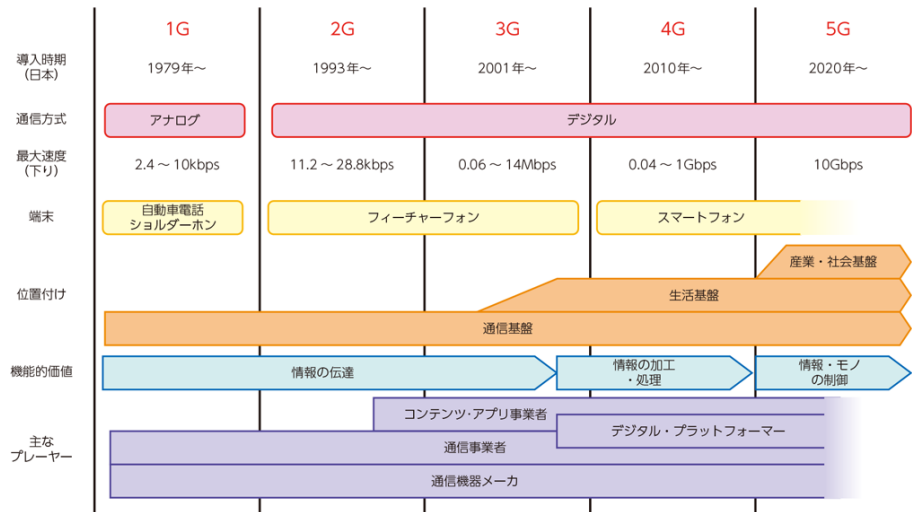 1G
2G
3G
4G
5G
導入時期
（日本）
1979年～
1993年～
2001年～
2010年～
2020年～
通信方式
アナログ
デジタル
最大速度
（下り）
2.4 ～ 10kbps
11.2 ～ 28.8kbps
0.06 ～ 14Mbps
0.04 ～ 1Gbps
10Gbps
端末
自動車電話
ショルダーホン
フィーチャーフォン
スマートフォン
位置付け
産業・社会基盤
生活基盤
通信基盤
機能的価値
情報の伝達
情報の加工
・処理
情報・モノ
の制御
主な
プレーヤー
コンテンツ･アプリ事業者
デジタル・プラットフォーマー
通信事業者
通信機器メーカ